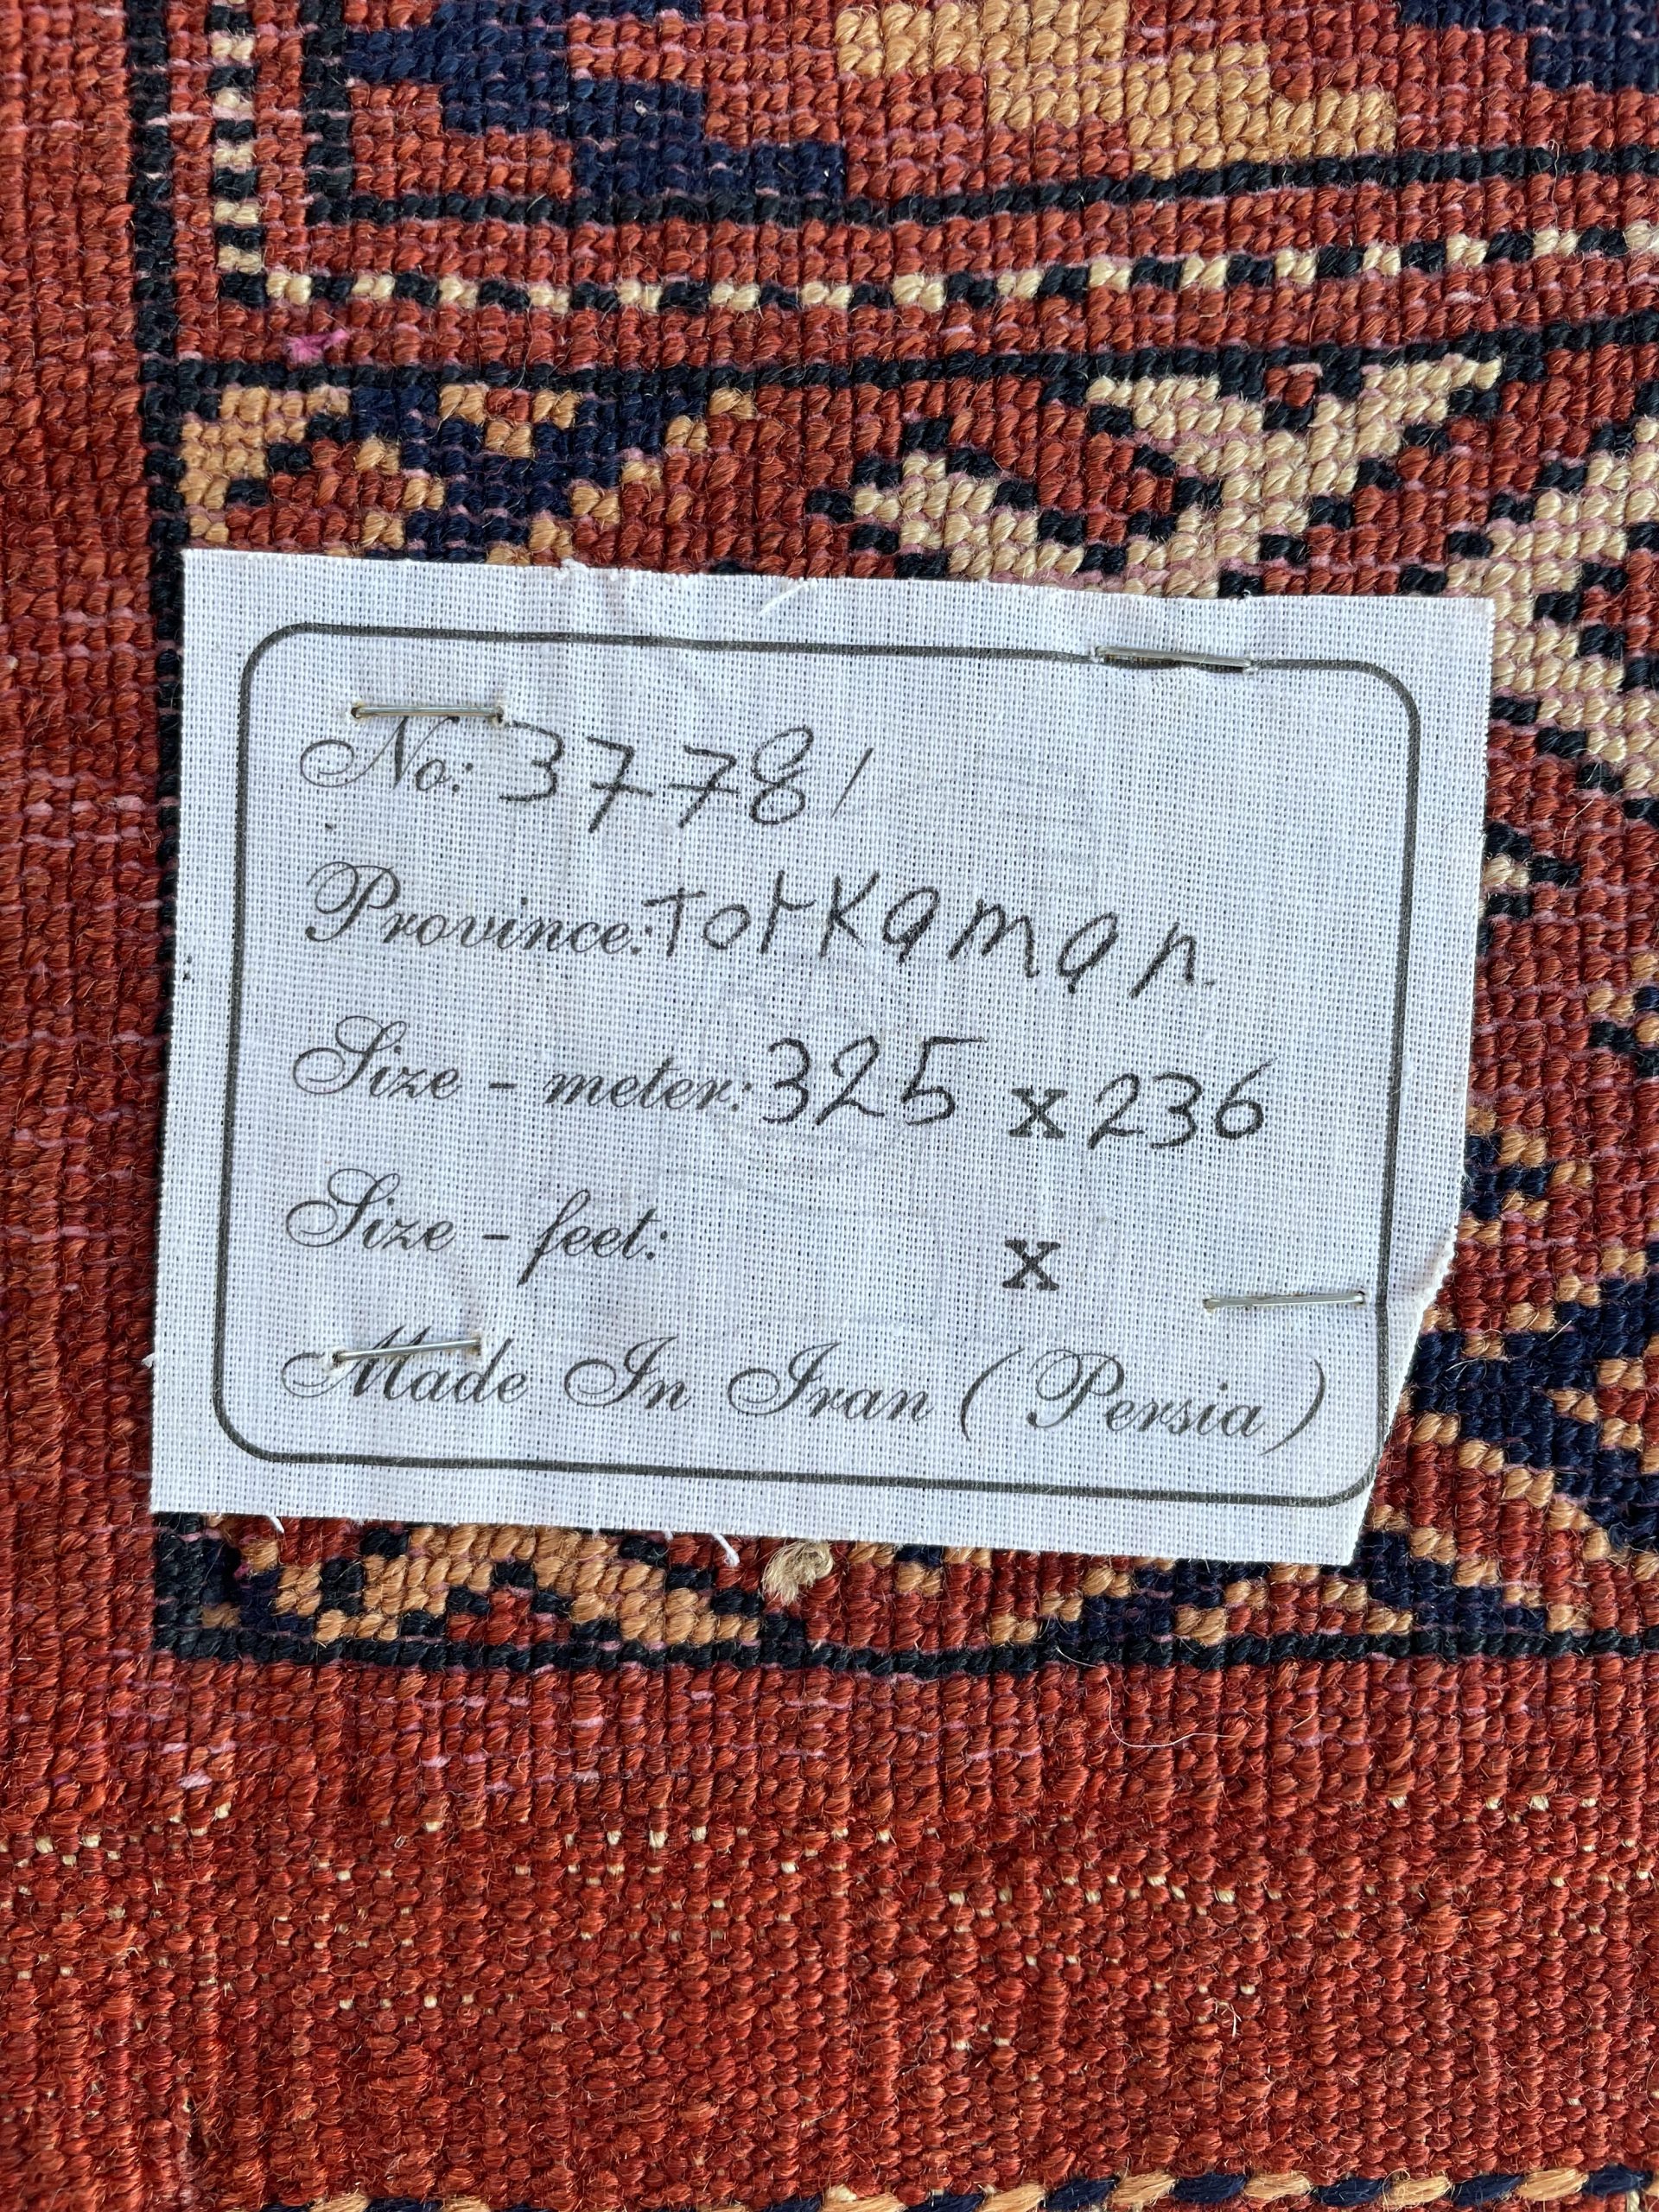 No: 37781
Province: Torkaman
Size - meter: 325 x 236
Size - feet: x
Made In Iran (Persia)